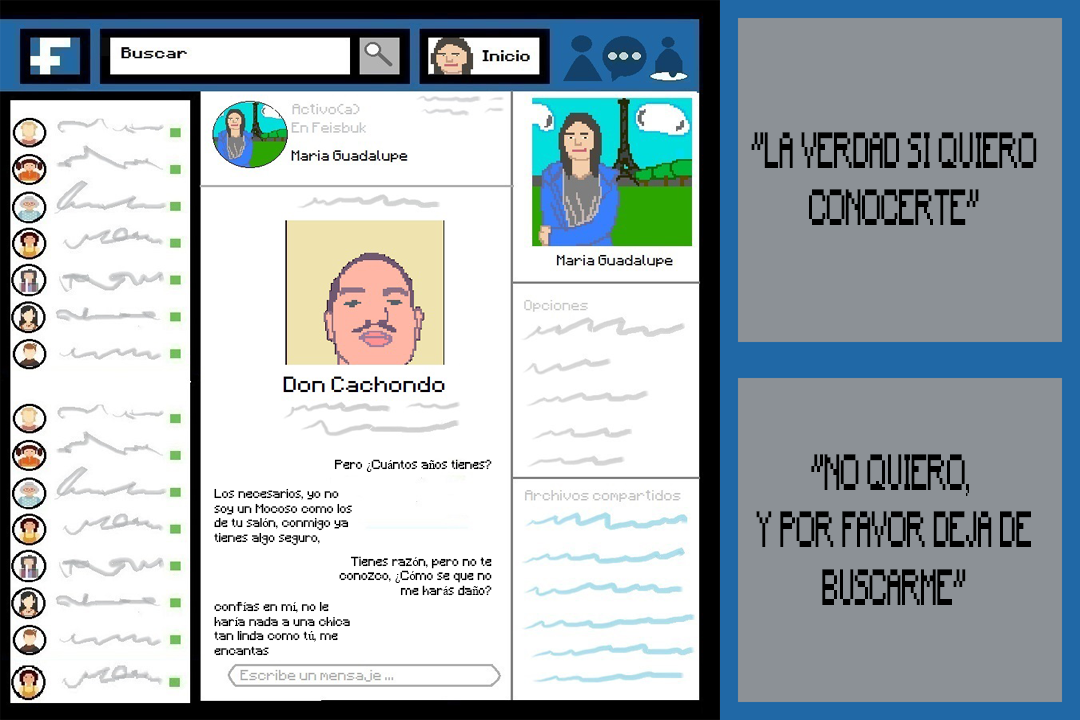 F
Buscar
Inicio
Activo(a)
En Feisbuk
Maria Guadalupe
Don Cachondo
Pero ¿Cuántos años tienes?
Los necesarios, yo no
soy un Mocoso como los
de tu salón, conmigo ya
tienes algo seguro,
Tienes razón, pero no te
conozco, ¿Cómo se que no
me harás daño?
confías en mi, no le
haría nada a una chica
tan linda como tú, me
encantas
Escribe un mensaje ...
Maria Guadalupe
Opciones
Archivos compartidos
"LA VERDAD SI QUIERO
CONOCERTE"
"NO QUIERO,
Y POR FAVOR DEJA DE
BUSCARME"